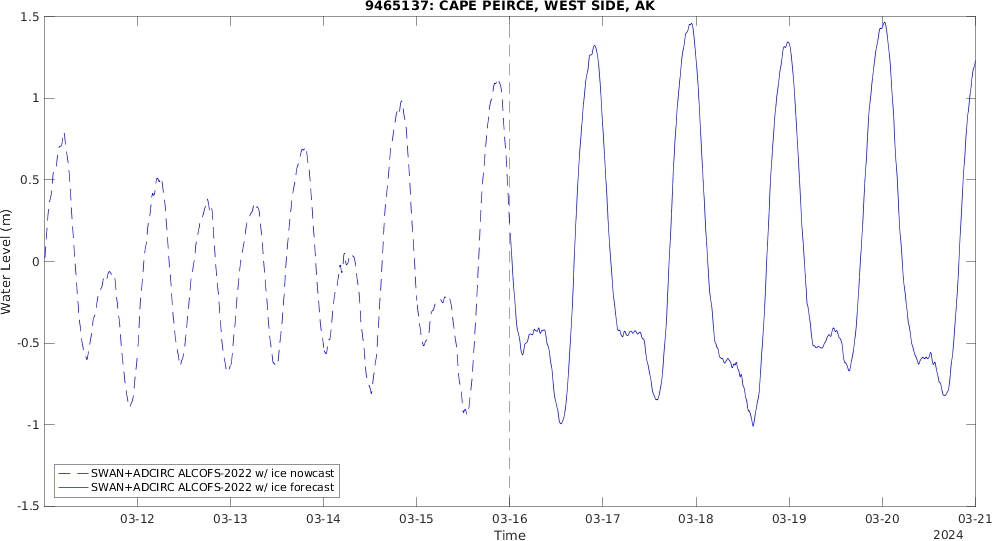 9465137: CAPE PEIRCE, WEST SIDE, AK
Water Level (m)
1.5
1
0.5
0
-0.5
-1
-1.5
SWAN+ADCIRC ALCOFS-2022 w/ ice nowcast
SWAN+ADCIRC ALCOFS-2022 w/ ice forecast
03-12 03-13 03-14 03-15 03-16 03-17 03-18 03-19 03-20 03-21
Time
2024